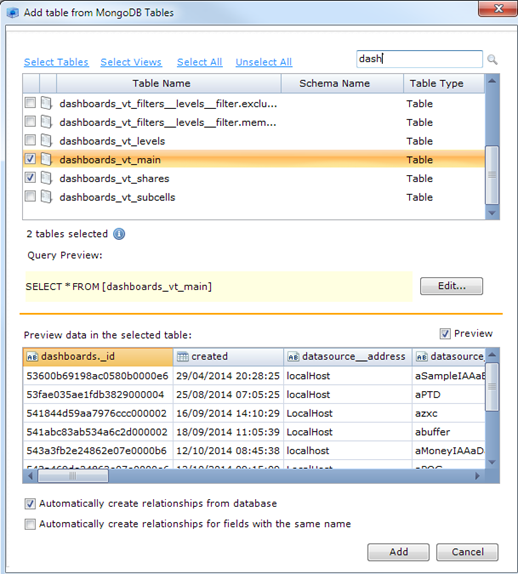 Add table from MongoDB Tables
Select Tables Select Views Select All Unselect All dash
Table Name Schema Name Table Type
dashboards_vt_filters__levels__filter.exclu... Table
dashboards_vt_filters__levels__filter.mem... Table
dashboards_vt_levels Table
dashboards_vt_main Table
dashboards_vt_shares Table
dashboards_vt_subcells Table
2 tables selected
Query Preview:
SELECT * FROM [dashboards_vt_main] Edit...
Preview data in the selected table: Preview
dashboards._id created datasource__address datasource_
53600b69198ac0580b0000e6 29/04/2014 20:28:25 localHost aSampleIAAaE
53fae035ae1fdb3829000004 25/08/2014 07:05:25 localHost aPTD
541844d59aa7976ccc000002 16/09/2014 14:10:29 Localhost azxc
541abc83ab534a6c2d000002 18/09/2014 11:05:39 localHost abuffer
543a3fb2e24862e07e0000b6 12/10/2014 08:45:38 localhost aMoneyIAAaD
Automatically create relationships from database
Automatically create relationships for fields with the same name
Add Cancel